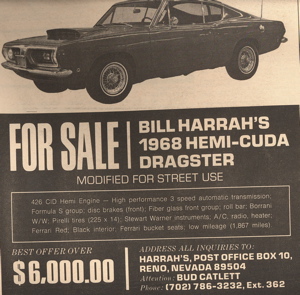 FOR SALE
BILL HARRAH'S
1968 HEMI-CUDA
DRAGSTER
MODIFIED FOR STREET USE
426 C/D Hemi Engine — High performance 3 speed automatic transmission;
Formula S group; disc brakes (front); Fiber glass front group; roll bar; Borrani
W/W; Pirelli tires (225 x 14); Stewart Warner instruments; A/C, radio, heater;
Ferrari Red; Black interior; Ferrari bucket seats; low mileage (1,867 miles)
BEST OFFER OVER
$6,000.00
ADDRESS ALL INQUIRIES TO:
HARRAH'S, POST OFFICE BOX 10,
RENO, NEVADA 89504
Attention: BUD CATLETT
Phone: (702) 786-3232, Ext. 362